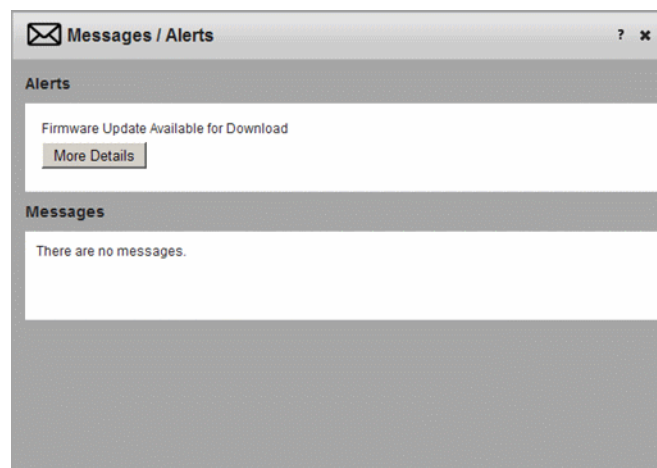 Messages / Alerts ? ✖
Alerts
Firmware Update Available for Download
More Details
Messages
There are no messages.